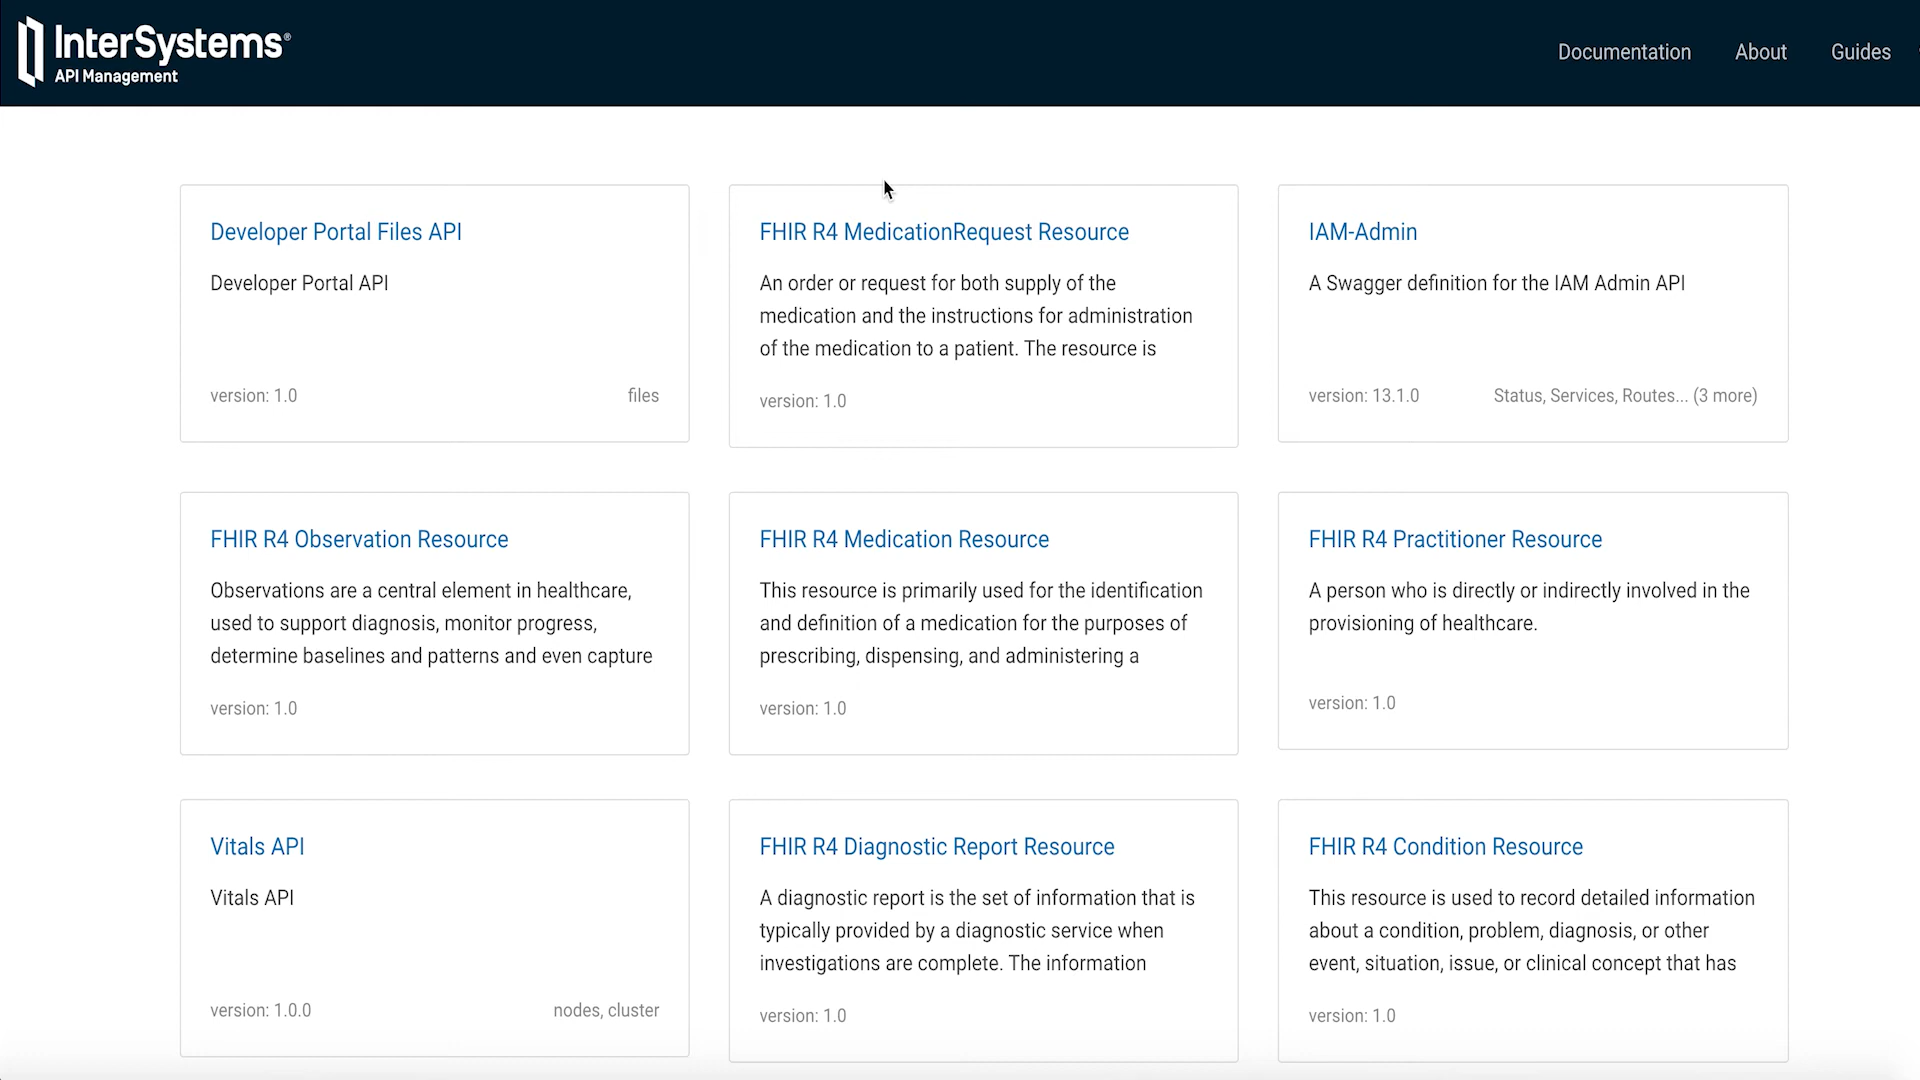 InterSystems®
API Management
Documentation
About
Guides
Developer Portal Files API
Developer Portal API
version: 1.0
files
FHIR R4 MedicationRequest Resource
An order or request for both supply of the
medication and the instructions for administration
of the medication to a patient. The resource is
version: 1.0
IAM-Admin
A Swagger definition for the IAM Admin API
version: 13.1.0
Status, Services, Routes... (3 more)
FHIR R4 Observation Resource
Observations are a central element in healthcare,
used to support diagnosis, monitor progress,
determine baselines and patterns and even capture
version: 1.0
FHIR R4 Medication Resource
This resource is primarily used for the identification
and definition of a medication for the purposes of
prescribing, dispensing, and administering a
version: 1.0
FHIR R4 Practitioner Resource
A person who is directly or indirectly involved in the
provisioning of healthcare.
version: 1.0
Vitals API
Vitals API
version: 1.0.0
nodes, cluster
FHIR R4 Diagnostic Report Resource
A diagnostic report is the set of information that is
typically provided by a diagnostic service when
investigations are complete. The information
version: 1.0
FHIR R4 Condition Resource
This resource is used to record detailed information
about a condition, problem, diagnosis, or other
event, situation, issue, or clinical concept that has
version: 1.0